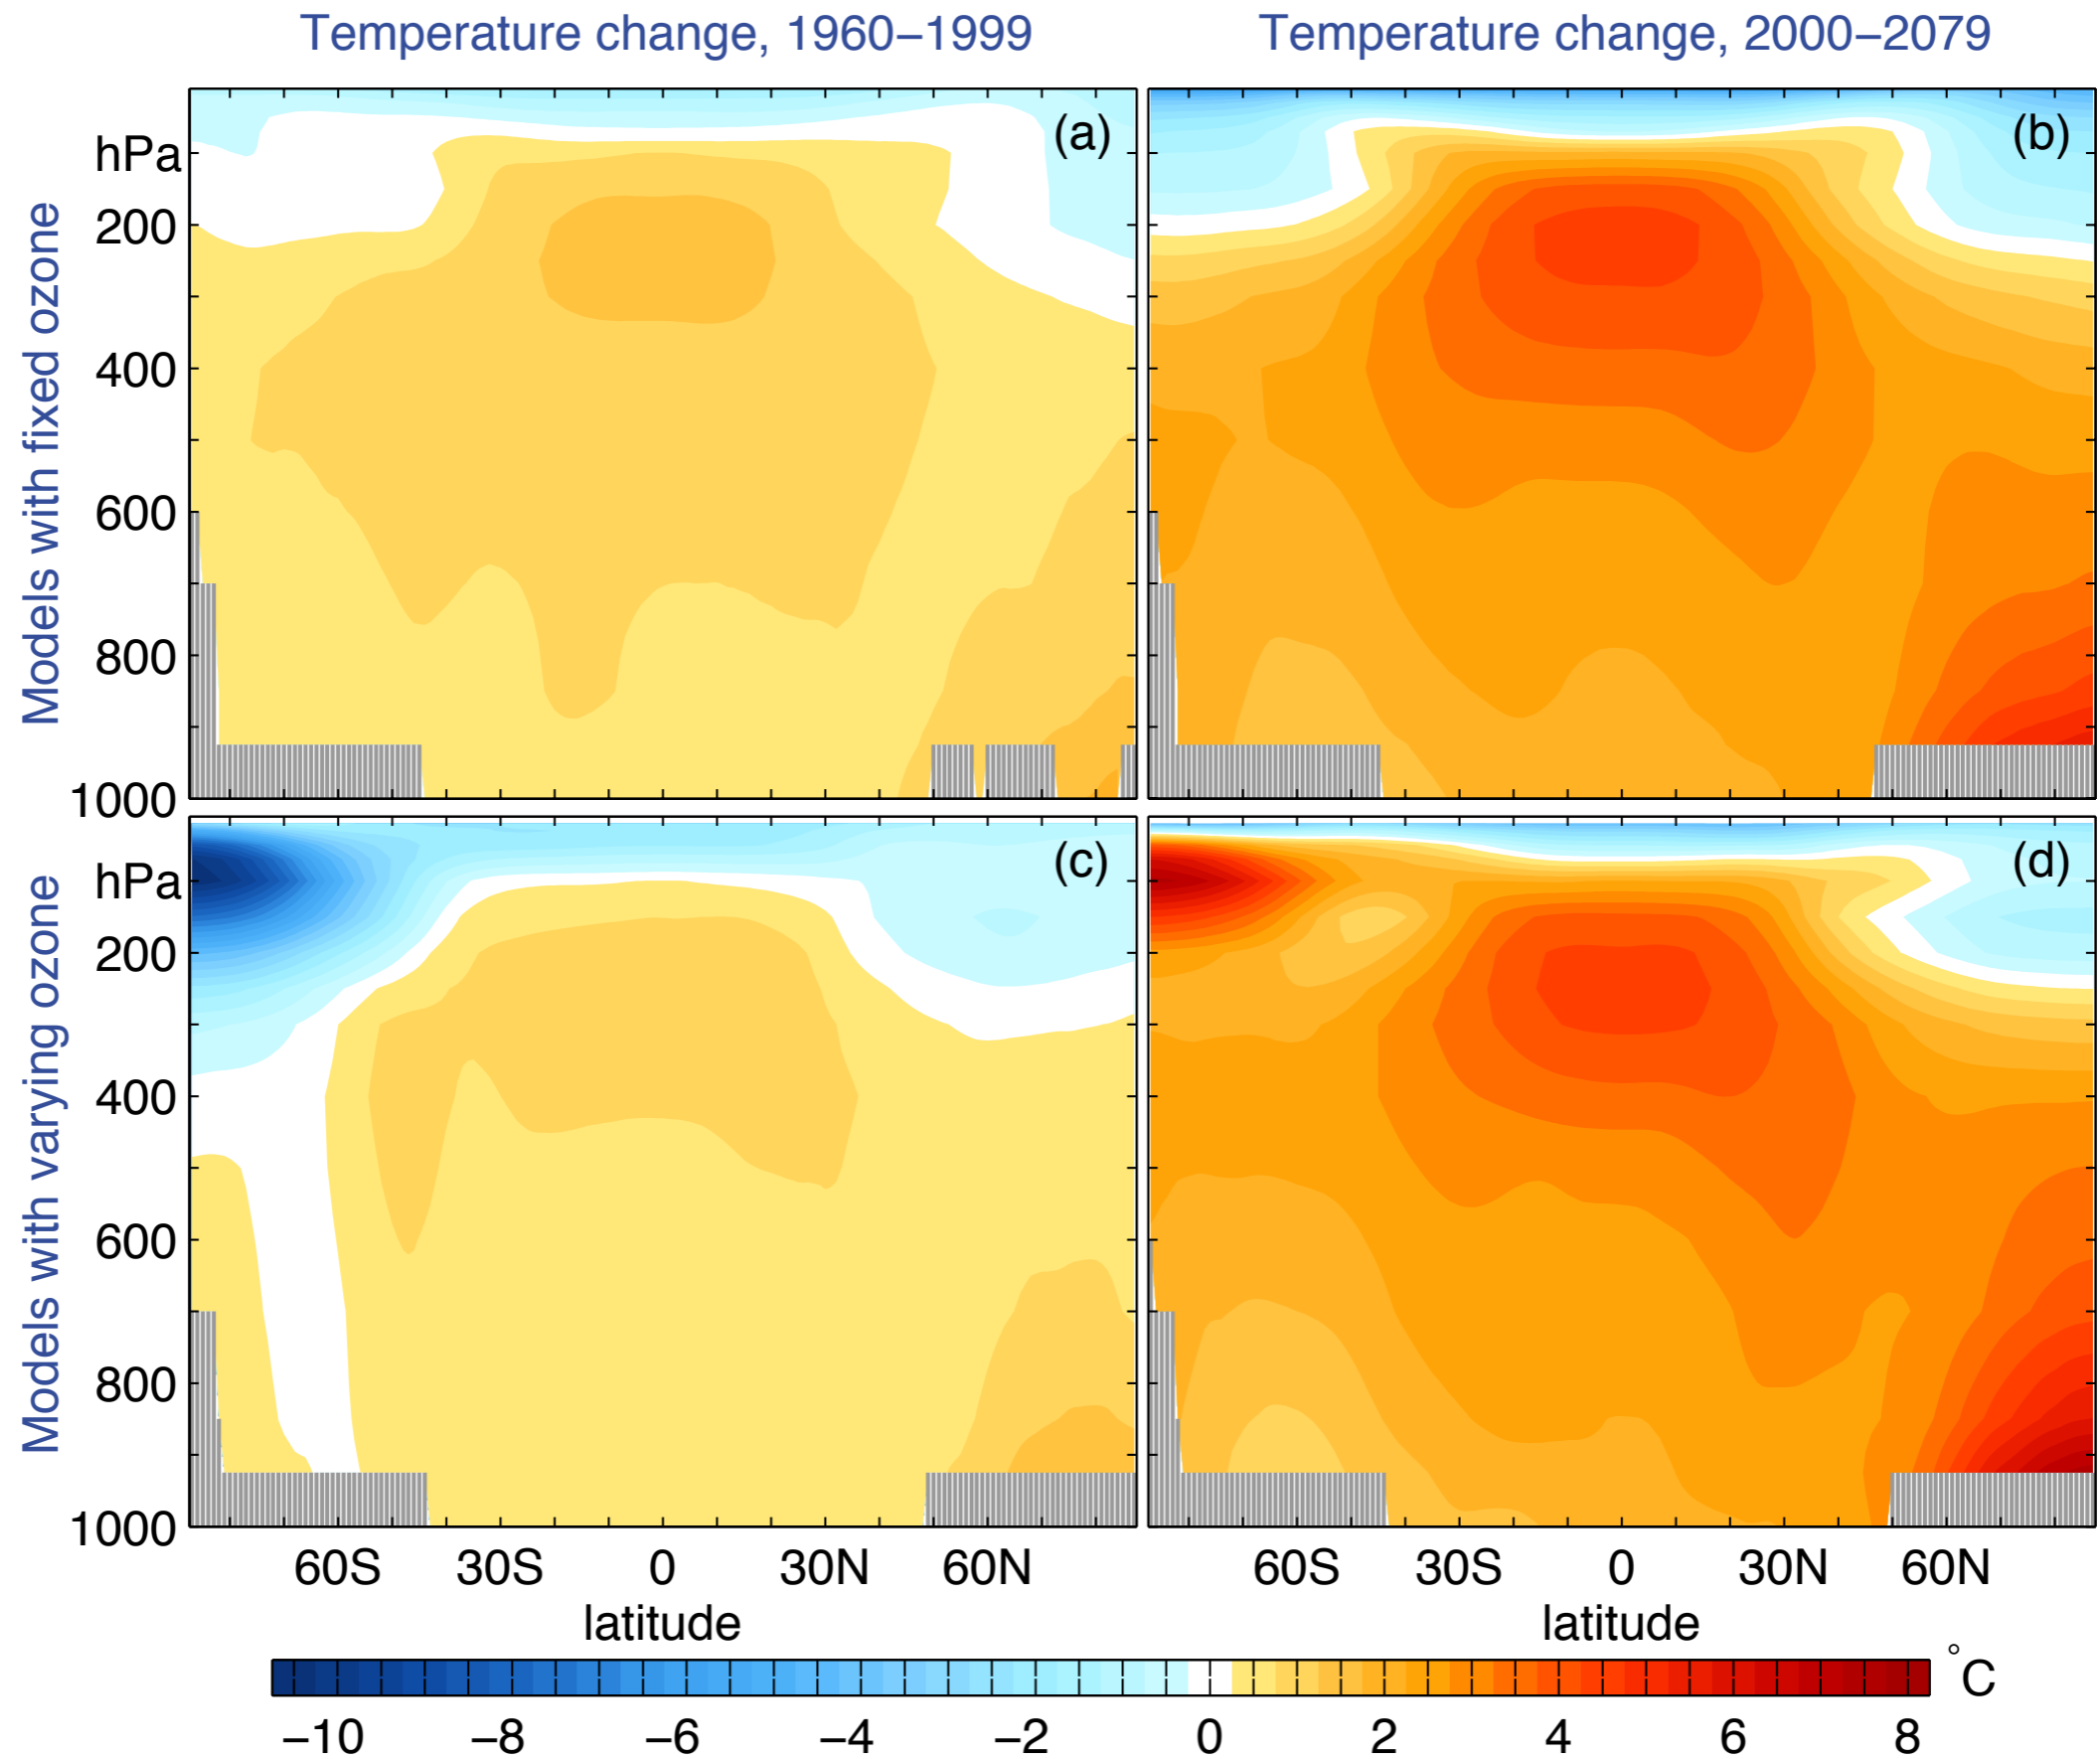 Temperature change, 1960−1999
Temperature change, 2000−2079
Models with fixed ozone
hPa
200
400
600
800
1000
(a)
(b)
Models with varying ozone
hPa
200
400
600
800
1000
(c)
(d)
60S 30S 0 30N 60N
60S 30S 0 30N 60N
latitude
latitude
°C
−10 −8 −6 −4 −2 0 2 4 6 8